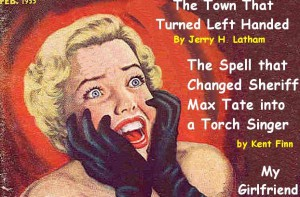 FEB. 1955
The Town That
Turned Left Handed
By Jerry H. Latham
The Spell that
Changed Sheriff
Max Tate into
a Torch Singer
by Kent Finn
My
Girlfriend